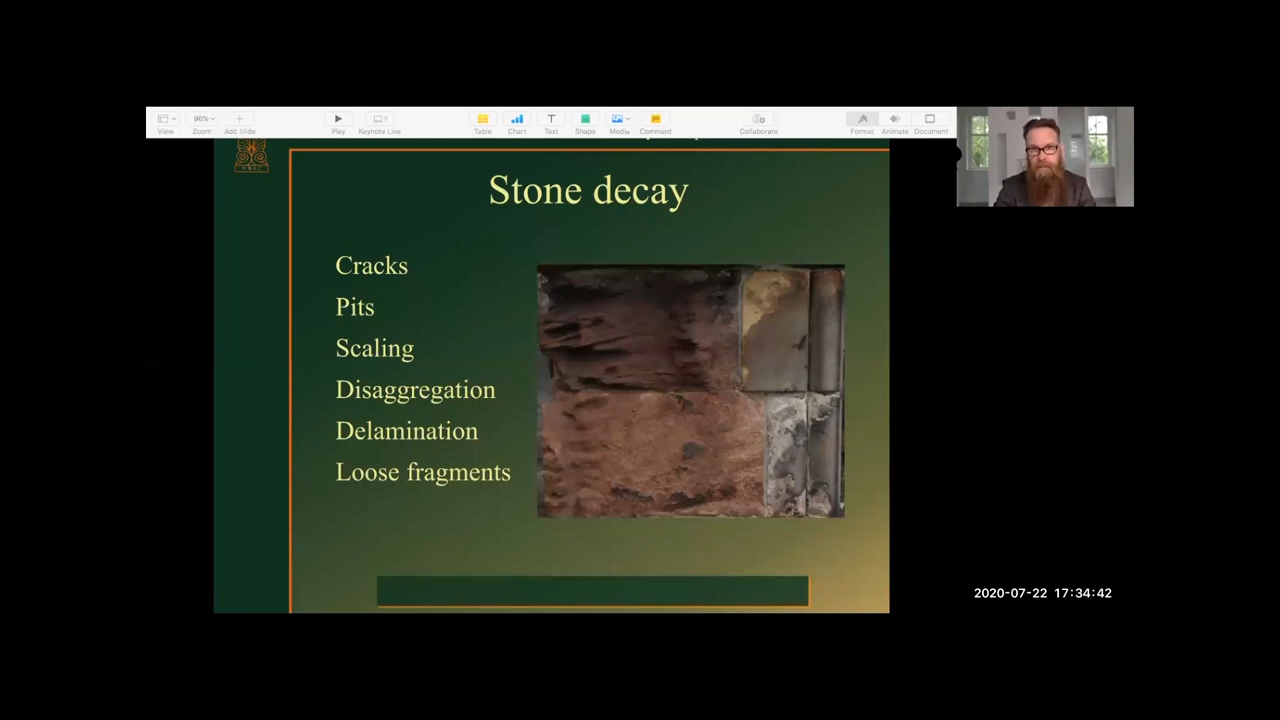 96%
View Zoom Add Slide Play Keynote Live Table Chart Text Shape Media Comment Collaborate Format Animate Document
Stone decay
Cracks
Pits
Scaling
Disaggregation
Delamination
Loose fragments
2020-07-22 17:34:42